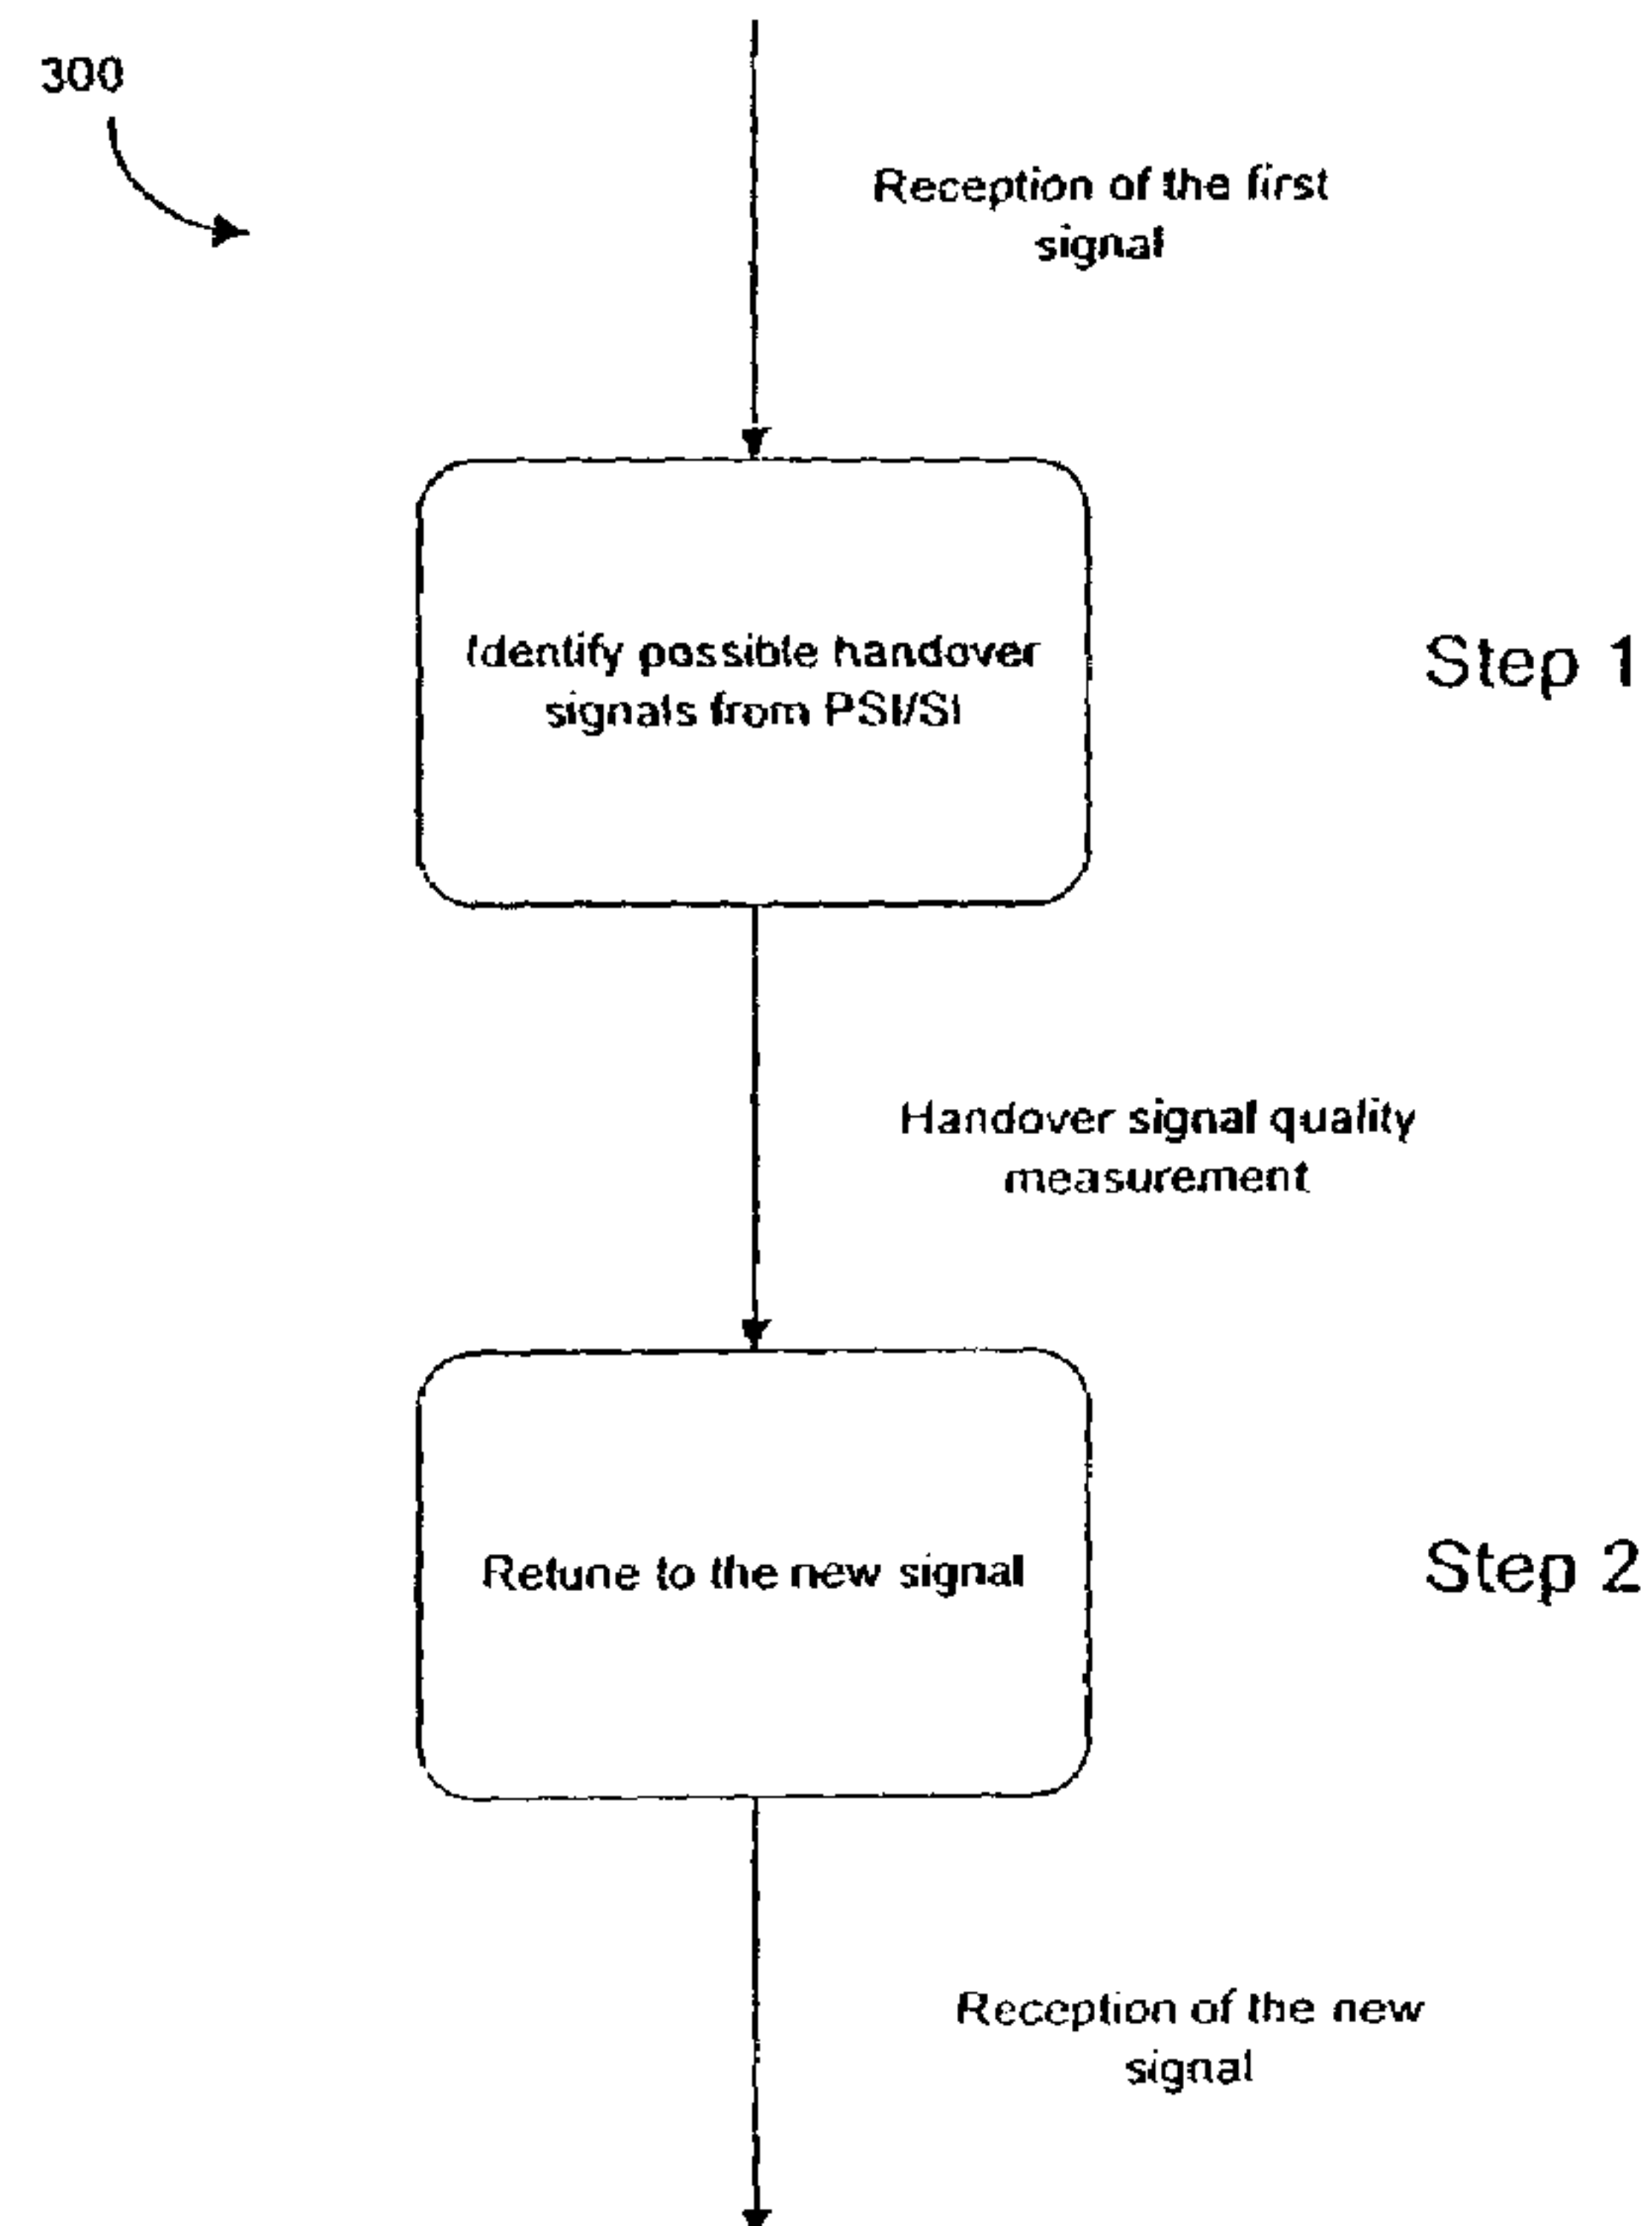 300
Reception of the first
signal
Identify possible handover
signals from PSI/SI
Step 1
Handover signal quality
measurement
Retune to the new signal
Step 2
Reception of the new
signal